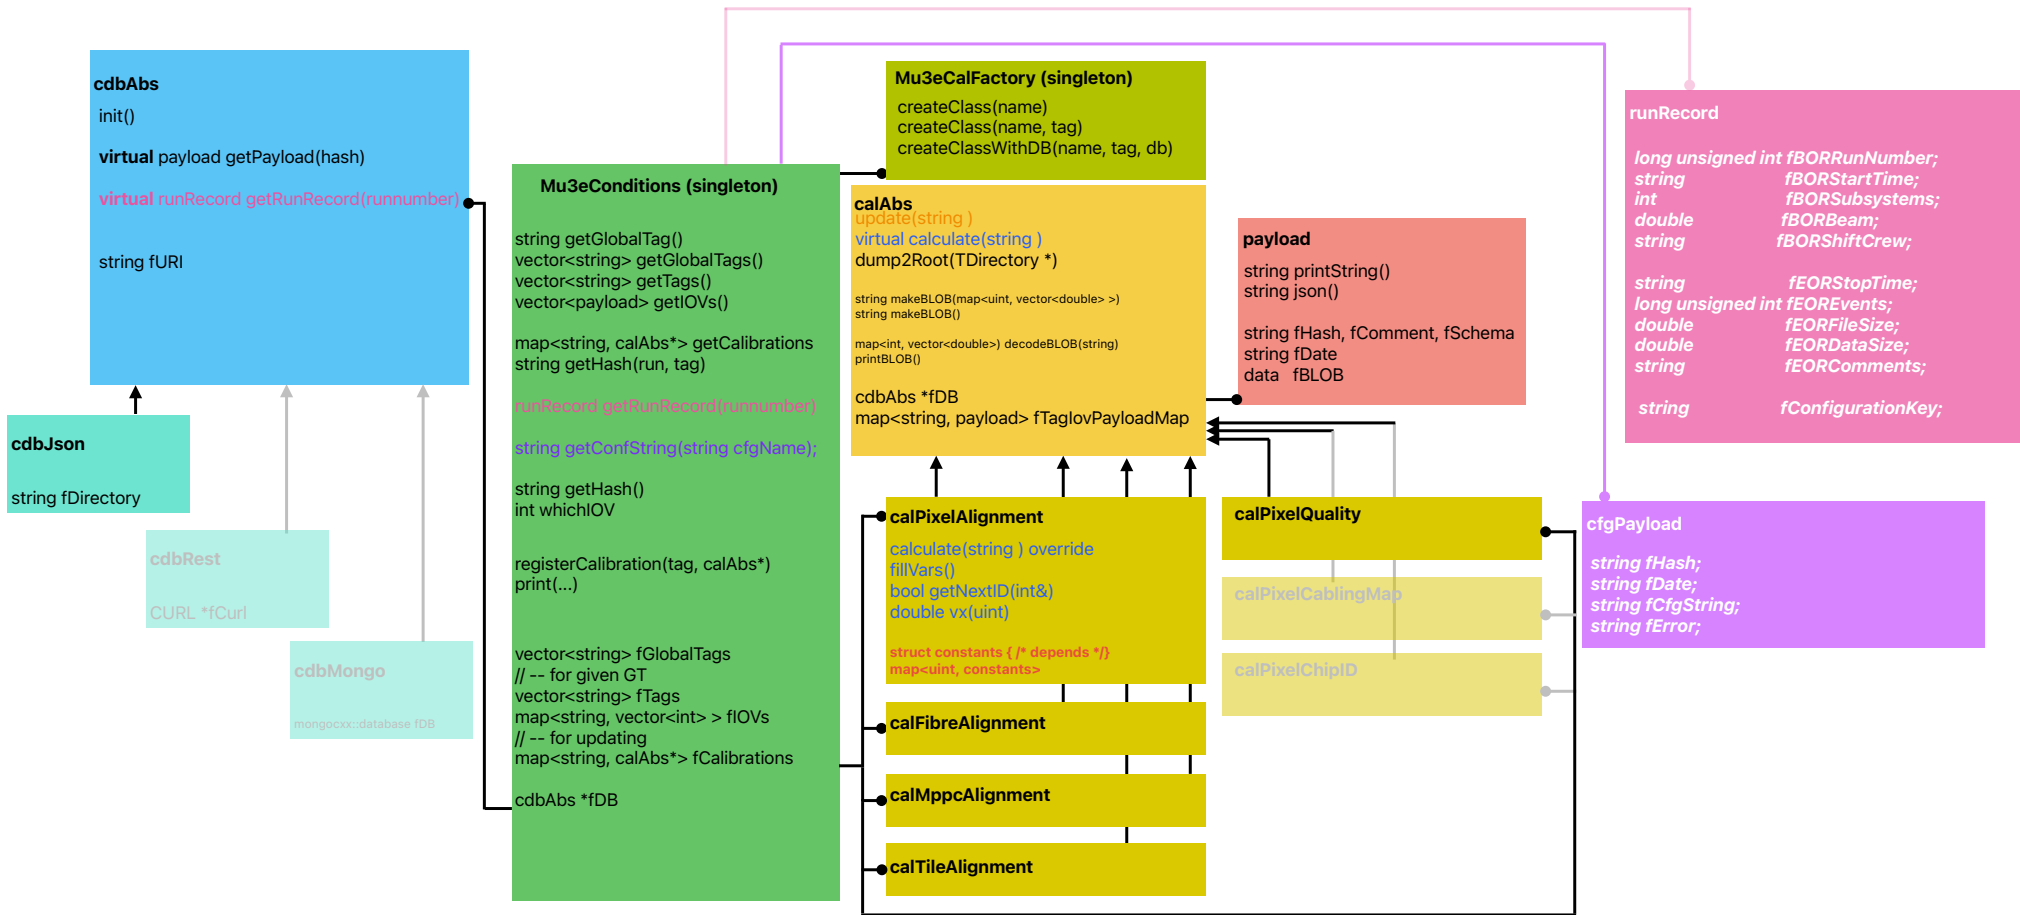 cdbAbs
init()
virtual payload getPayload(hash)
virtual runRecord getRunRecord(runnumber)
string fURI
cdbJson
string fDirectory
cdbRest
CURL *fCurl
cdbMongo
mongocxx::database fDB
Mu3eConditions (singleton)
string getGlobalTag()
vector<string> getGlobalTags()
vector<string> getTags()
vector<payload> getIOVs()
map<string, calAbs*> getCalibrations
string getHash(run, tag)
runRecord getRunRecord(runnumber)
string getConfString(string cfgName);
string getHash()
int whichIOV
registerCalibration(tag, calAbs*)
print(...)
vector<string> fGlobalTags
// -- for given GT
vector<string> fTags
map<string, vector<int> > fIOVs
// -- for updating
map<string, calAbs*> fCalibrations
cdbAbs *fDB
Mu3eCalFactory (singleton)
createClass(name)
createClass(name, tag)
createClassWithDB(name, tag, db)
calAbs
update(string )
virtual calculate(string )
dump2Root(TDirectory *)
string makeBLOB(map<uint, vector<double> >)
string makeBLOB()
map<int, vector<double>) decodeBLOB(string)
printBLOB()
cdbAbs *fDB
map<string, payload> fTagIovPayloadMap
calPixelAlignment
calculate(string ) override
fillVars()
bool getNextID(int&)
double vx(uint)
struct constants { /* depends */}
map<uint, constants>
calFibreAlignment
calMppcAlignment
calTileAlignment
payload
string printString()
string json()
string fHash, fComment, fSchema
string fDate
data fBLOB
calPixelQuality
calPixelCablingMap
calPixelChipID
runRecord
long unsigned int fBORRunNumber;
string fBORStartTime;
int fBORSubsystems;
double fBORBeam;
string fBORShiftCrew;
string fEORStopTime;
long unsigned int fEOREvents;
double fEORFileSize;
double fEORDataSize;
string fEORComments;
string fConfigurationKey;
cfgPayload
string fHash;
string fDate;
string fCfgString;
string fError;